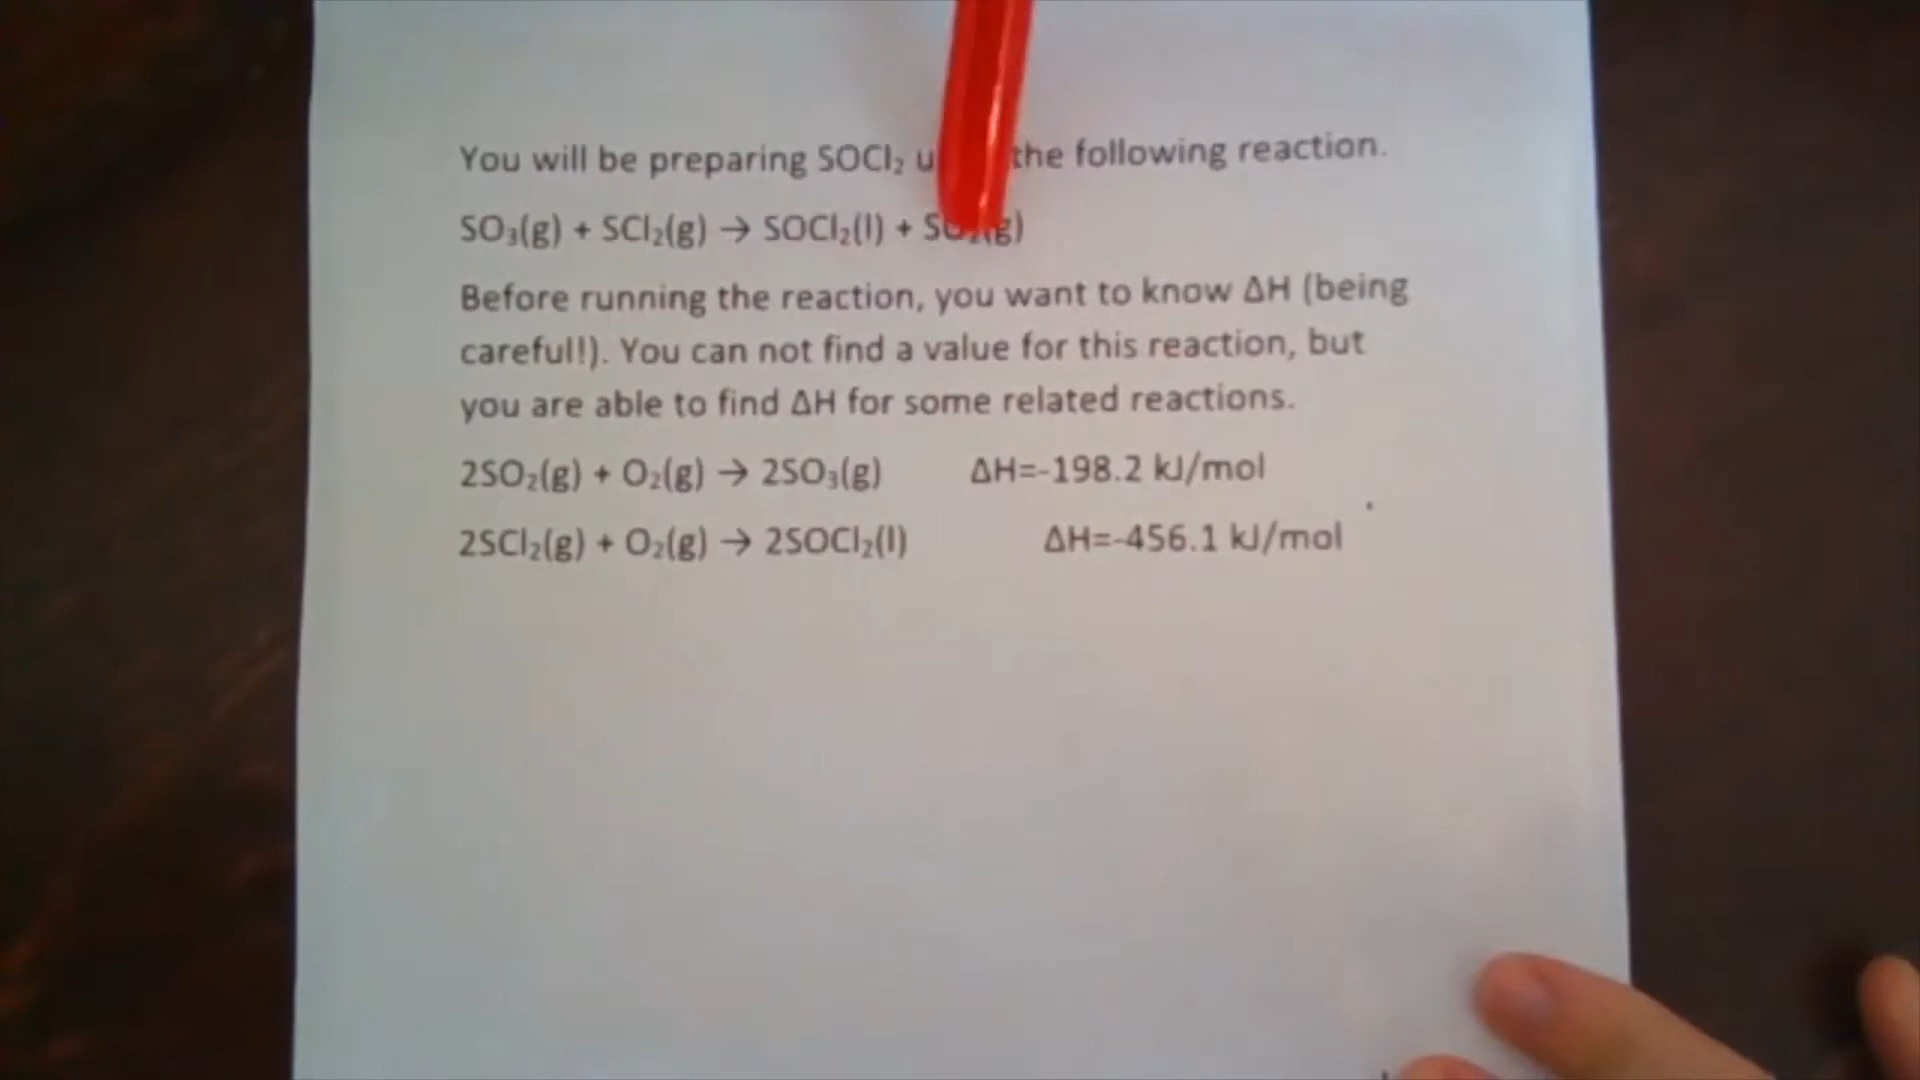 You will be preparing SOCl₂ the following reaction.
SO₃(g) + SCl₂(g) → SOCl₂(l) +
Before running the reaction, you want to know ΔH (being
careful!). You can not find a value for this reaction, but
you are able to find ΔH for some related reactions.
2SO₂(g) + O₂(g) → 2SO₃(g) ΔH=-198.2 kJ/mol
2SCl₂(g) + O₂(g) → 2SOCl₂(l) ΔH=-456.1 kJ/mol